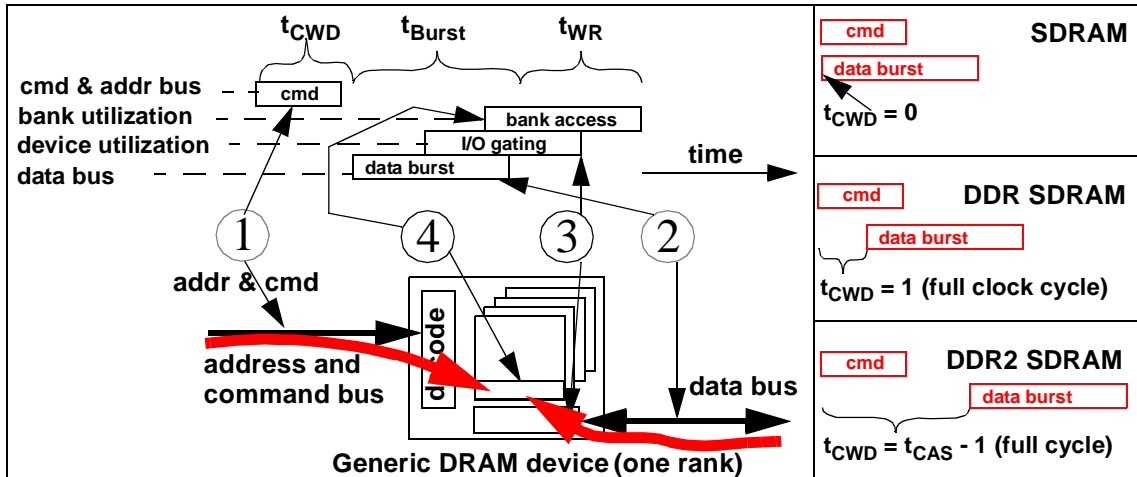 tCWD tBurst tWR
cmd & addr bus
cmd
bank utilization
bank access
device utilization
I/O gating
data bus
data burst
time
1 4 3 2
addr & cmd
decode
address and
command bus
data bus
Generic DRAM device (one rank)
SDRAM
cmd
data burst
tCWD = 0
DDR SDRAM
cmd
data burst
tCWD = 1 (full clock cycle)
DDR2 SDRAM
cmd
data burst
tCWD = tCAS - 1 (full cycle)